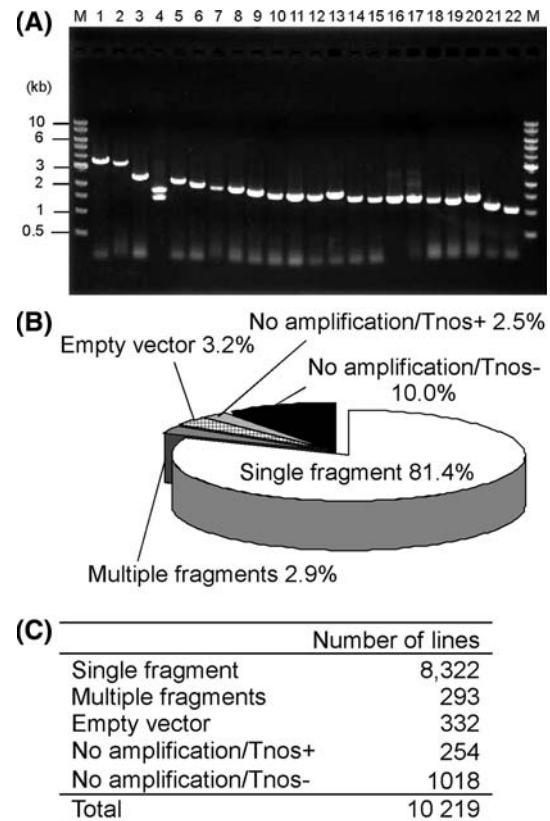 (A)
M 1 2 3 4 5 6 7 8 9 10 11 12 13 14 15 16 17 18 19 20 21 22 M
(kb)
10
6
3
2
1
0.5
(B)
No amplification/Tnos+ 2.5%
Empty vector 3.2%
No amplification/Tnos-
10.0%
Single fragment 81.4%
Multiple fragments 2.9%
(C)
Number of lines
Single fragment 8,322
Multiple fragments 293
Empty vector 332
No amplification/Tnos+ 254
No amplification/Tnos- 1018
Total 10 219